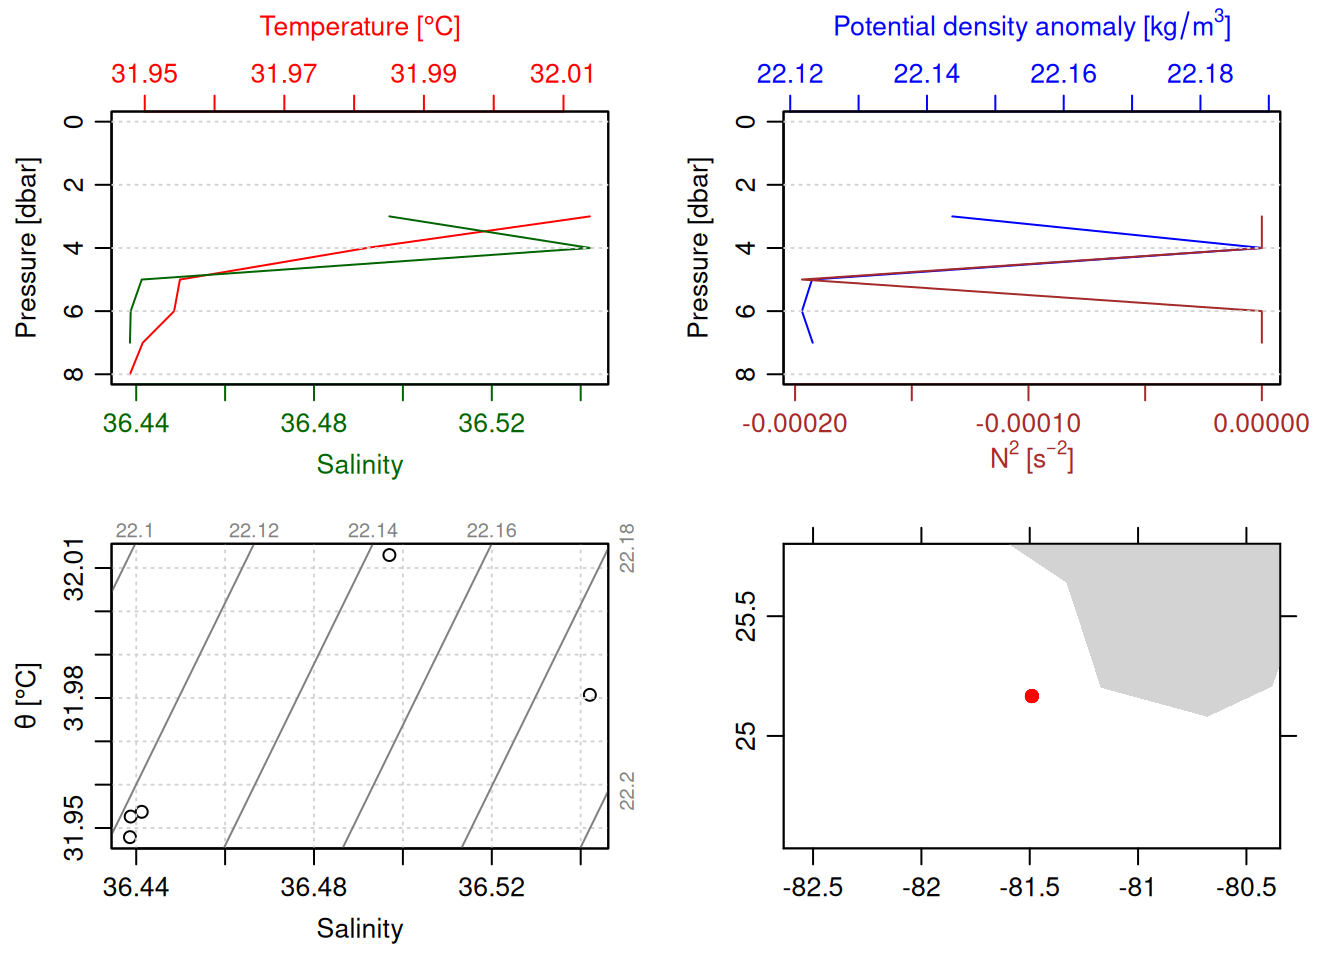 Temperature [°C]
31.95 31.97 31.99 32.01
0
2
4
6
8
Pressure [dbar]
36.44 36.48 36.52
Salinity
Potential density anomaly [kg/m³]
22.12 22.14 22.16 22.18
0
2
4
6
8
Pressure [dbar]
-0.00020 -0.00010 0.00000
N² [s⁻²]
22.1 22.12 22.14 22.16 22.18
22.2
32.01
31.98
31.95
θ [°C]
36.44 36.48 36.52
Salinity
25.5
25
-82.5 -82 -81.5 -81 -80.5